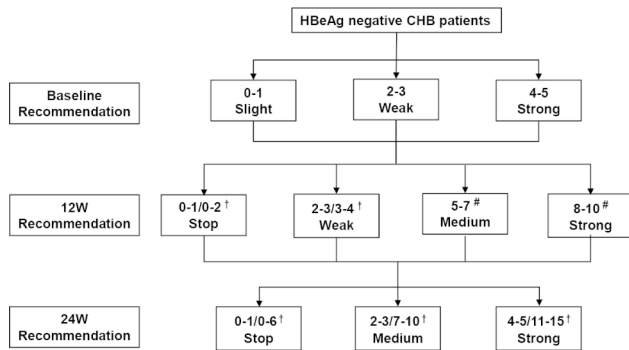 HBeAg negative CHB patients
Baseline
Recommendation
0-1
Slight
2-3
Weak
4-5
Strong
12W
Recommendation
0-1/0-2 †
Stop
2-3/3-4 †
Weak
5-7 #
Medium
8-10 #
Strong
24W
Recommendation
0-1/0-6 †
Stop
2-3/7-10 †
Medium
4-5/11-15 †
Strong